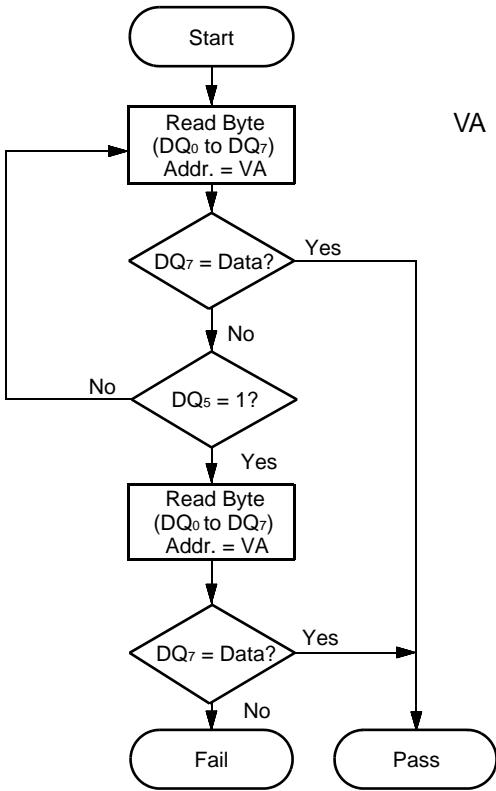 Start
VA
Read Byte
(DQ0 to DQ7)
Addr. = VA
DQ7 = Data?
Yes
No
DQ5 = 1?
No
Yes
Read Byte
(DQ0 to DQ7)
Addr. = VA
DQ7 = Data?
Yes
No
Fail
Pass